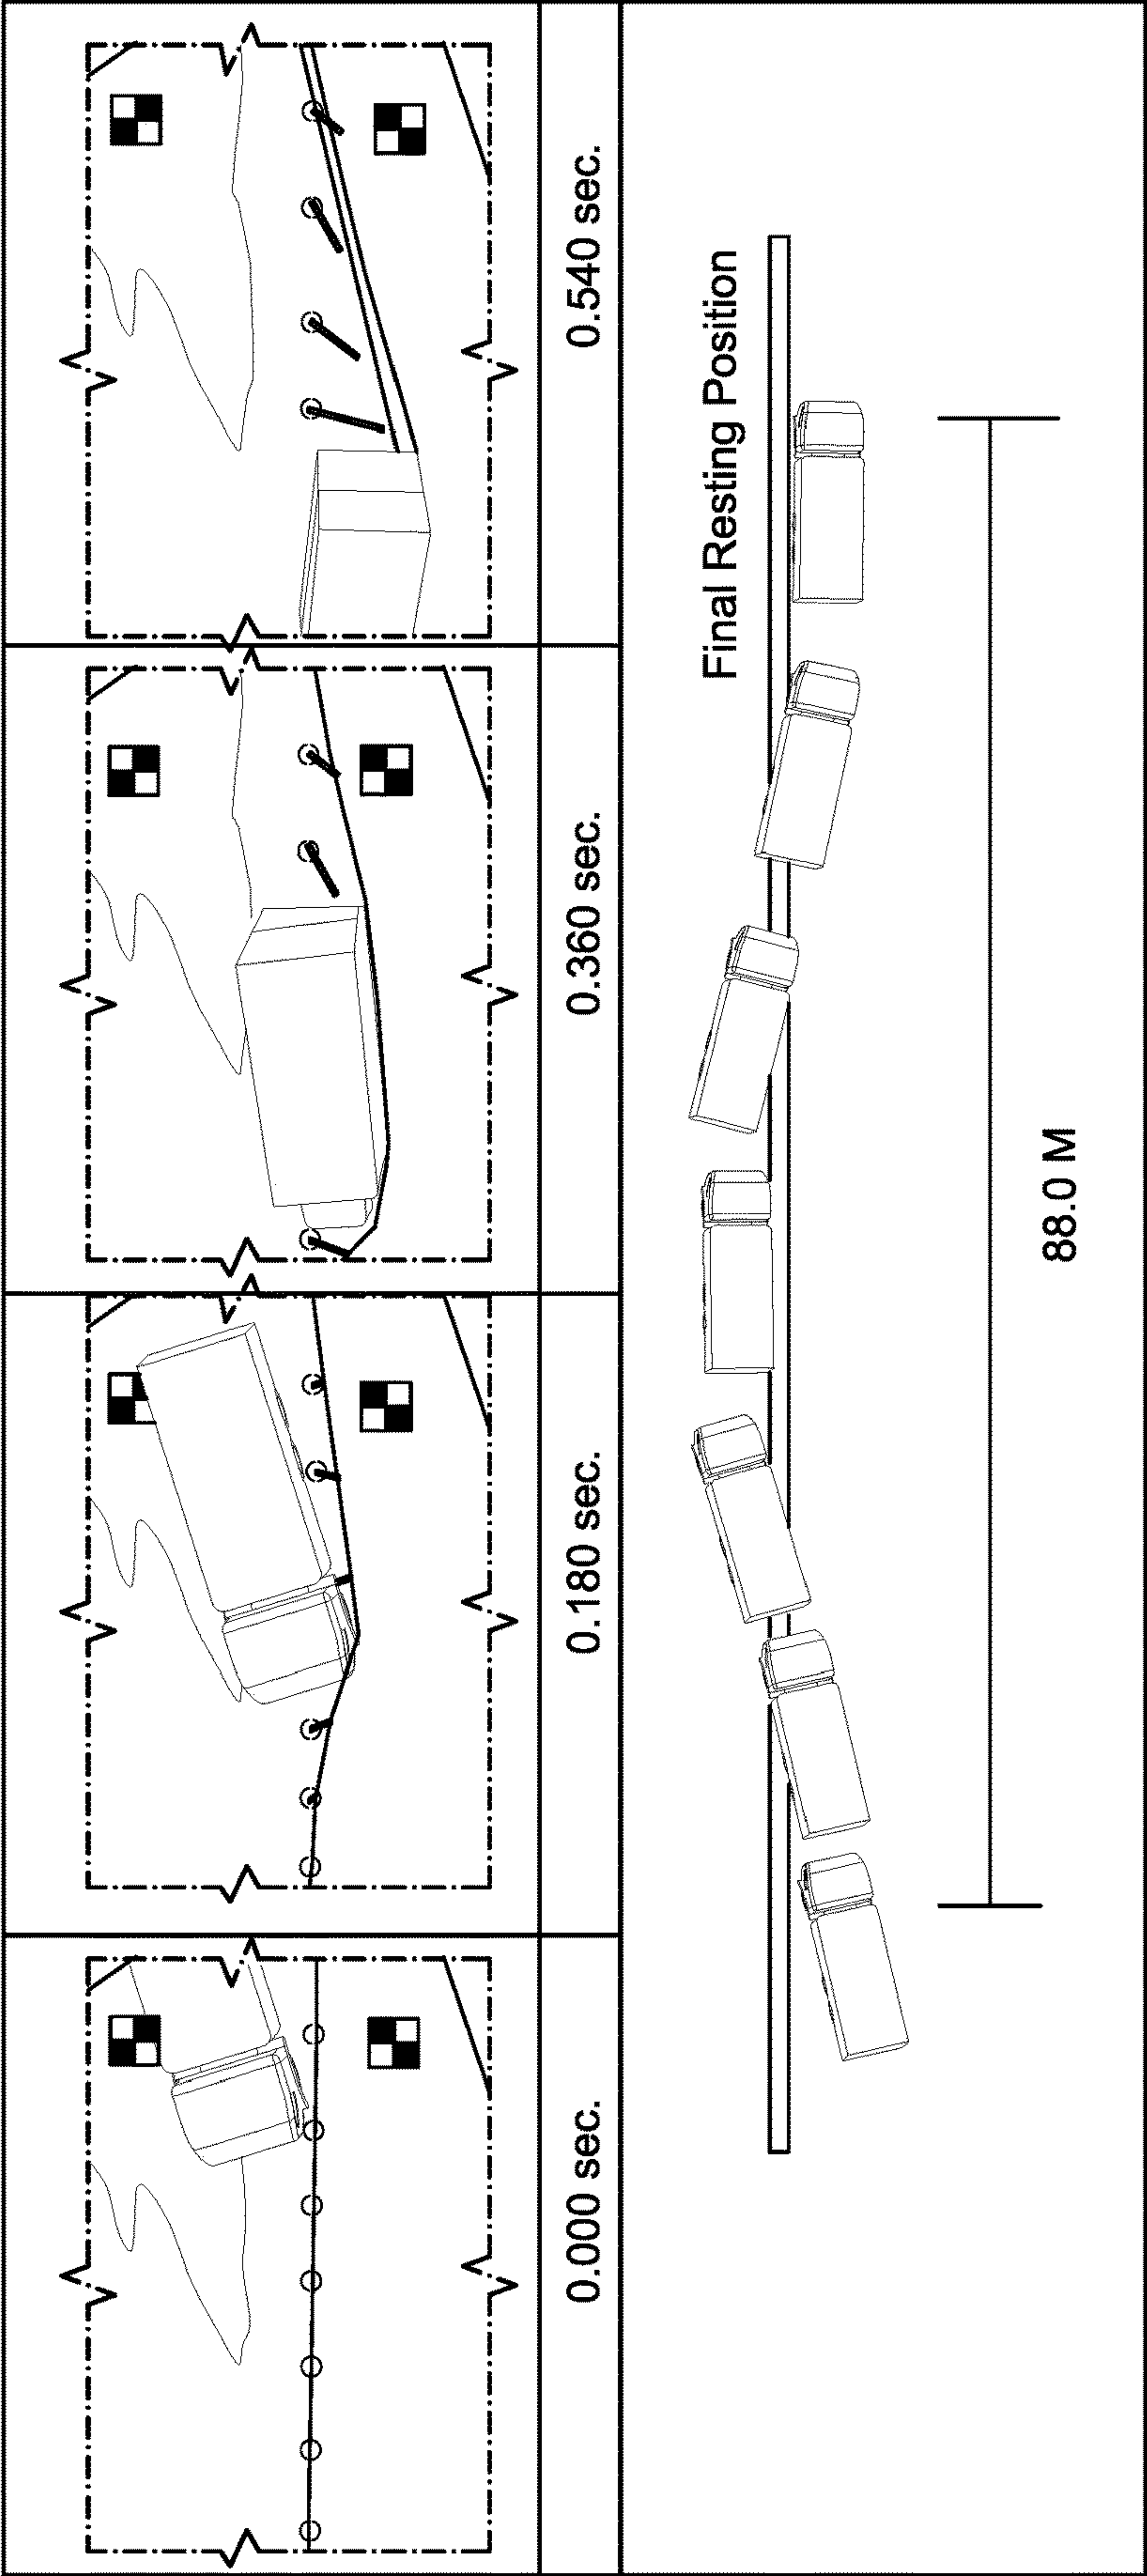 0.000 sec.
0.180 sec.
0.360 sec.
0.540 sec.
Final Resting Position
88.0 M